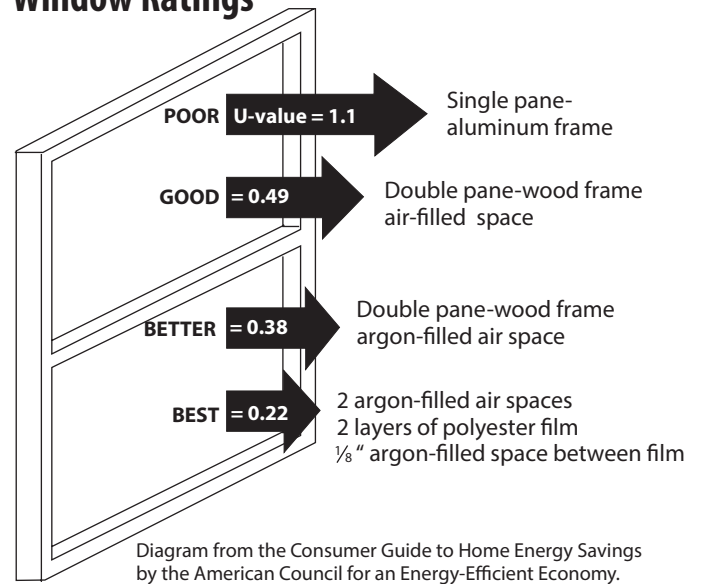 Window Ratings
POOR U-value = 1.1
Single pane-
aluminum frame
GOOD = 0.49
Double pane-wood frame
air-filled space
BETTER = 0.38
Double pane-wood frame
argon-filled air space
BEST = 0.22
2 argon-filled air spaces
2 layers of polyester film
⅛ “ argon-filled space between film
Diagram from the Consumer Guide to Home Energy Savings
by the American Council for an Energy-Efficient Economy.